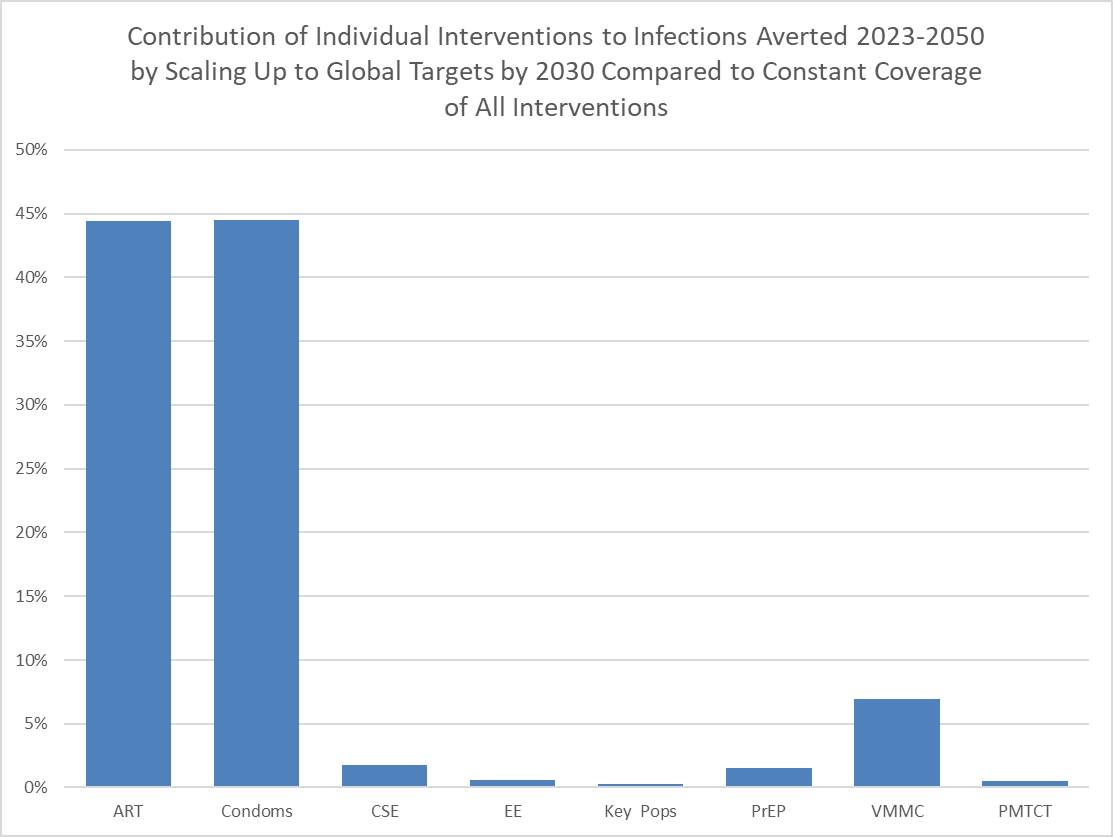 Contribution of Individual Interventions to Infections Averted 2023-2050
by Scaling Up to Global Targets by 2030 Compared to Constant Coverage
of All Interventions
50%
45%
40%
35%
30%
25%
20%
15%
10%
5%
0%
ART Condoms CSE EE Key Pops PrEP VMMC PMTCT